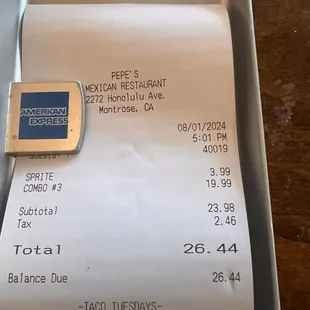 PEPE'S
MEXICAN RESTAURANT
2272 Honolulu Ave.
Montrose, CA
AMERICAN
EXPRESS
08/01/2024
5:01 PM
40019
Guests: 1
SPRITE 3.99
COMBO #3 19.99
Subtotal 23.98
Tax 2.46
Total 26.44
Balance Due 26.44
-TACO TUESDAYS-